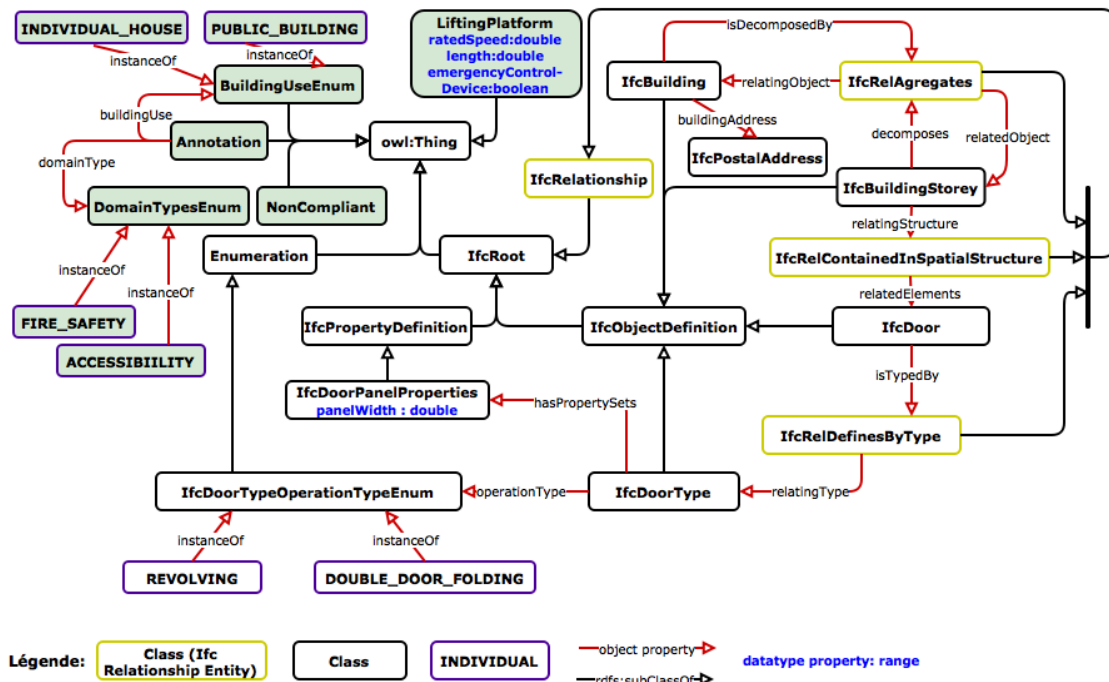 INDIVIDUAL_HOUSE
PUBLIC_BUILDING
LiftingPlatform
ratedSpeed:double
length:double
emergencyControl-
Device:boolean
isDecomposedBy
instanceOf
instanceOf
BuildingUseEnum
IfcBuilding
relatingObject
IfcRelAgregates
buildingUse
buildingAddress
decomposes
relatedObject
Annotation
owl:Thing
domainType
IfcPostalAddress
IfcRelationship
IfcBuildingStorey
DomainTypesEnum
NonCompliant
relatingStructure
Enumeration
IfcRoot
IfcRelContainedInSpatialStructure
instanceOf
instanceOf
relatedElements
FIRE_SAFETY
IfcPropertyDefinition
IfcObjectDefinition
IfcDoor
ACCESSIBIILITY
isTypedBy
IfcDoorPanelProperties
panelWidth : double
hasPropertySets
IfcRelDefinesByType
IfcDoorTypeOperationTypeEnum
operationType
IfcDoorType
relatingType
instanceOf
instanceOf
REVOLVING
DOUBLE_DOOR_FOLDING
Légende:
Class (Ifc
Relationship Entity)
Class
INDIVIDUAL
object property
datatype property: range
rdfs:subClassOf